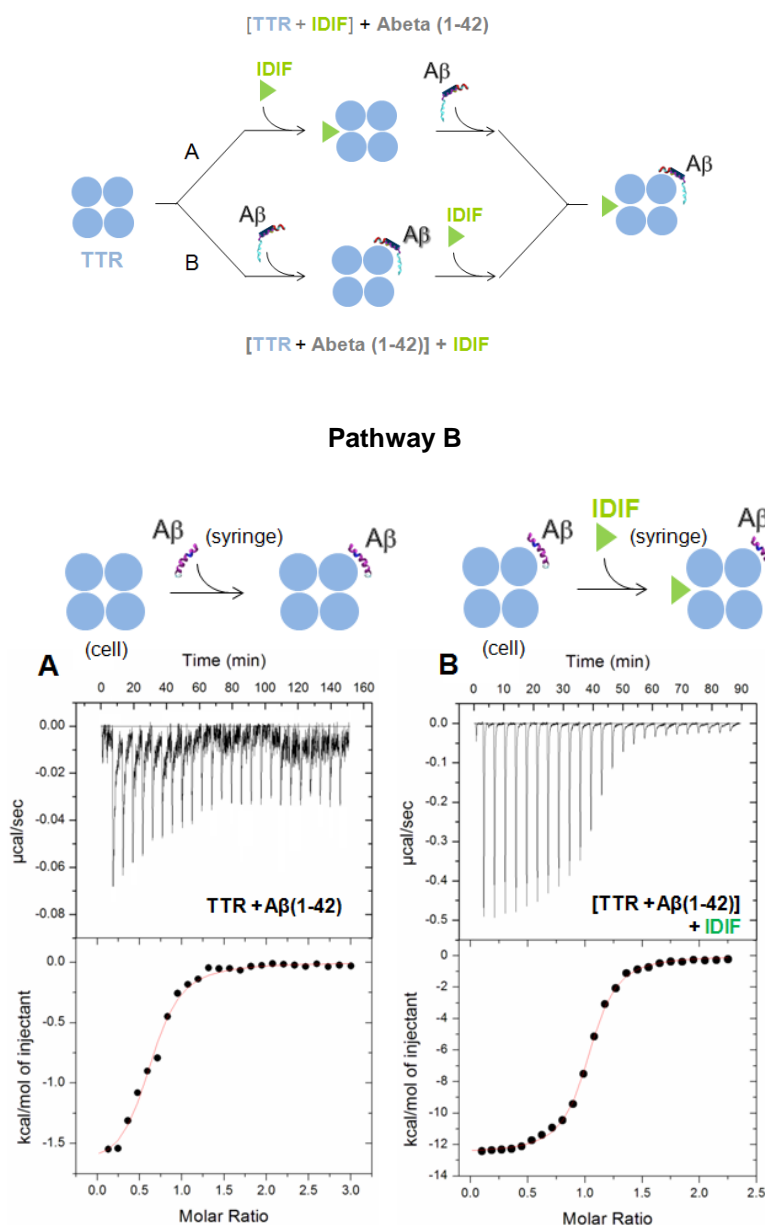 [TTR + IDIF] + Abeta (1-42)
IDIF
Aβ
A
TTR
Aβ
B
Aβ
IDIF
Aβ
[TTR + Abeta (1-42)] + IDIF
Pathway B
Aβ
(syringe)
Aβ
(cell)
Aβ
IDIF
(syringe)
Aβ
(cell)
A
Time (min)
0 20 40 60 80 100 120 140 160
0.00
-0.02
-0.04
-0.06
-0.08
µcal/sec
TTR + Aβ(1-42)
0.0
-0.5
-1.0
-1.5
kcal/mol of injectant
0.0 0.5 1.0 1.5 2.0 2.5 3.0
Molar Ratio
B
Time (min)
0 10 20 30 40 50 60 70 80 90
0.0
-0.1
-0.2
-0.3
-0.4
-0.5
µcal/sec
[TTR + Aβ(1-42)]
+ IDIF
0
-2
-4
-6
-8
-10
-12
-14
kcal/mol of injectant
0.0 0.5 1.0 1.5 2.0 2.5
Molar Ratio